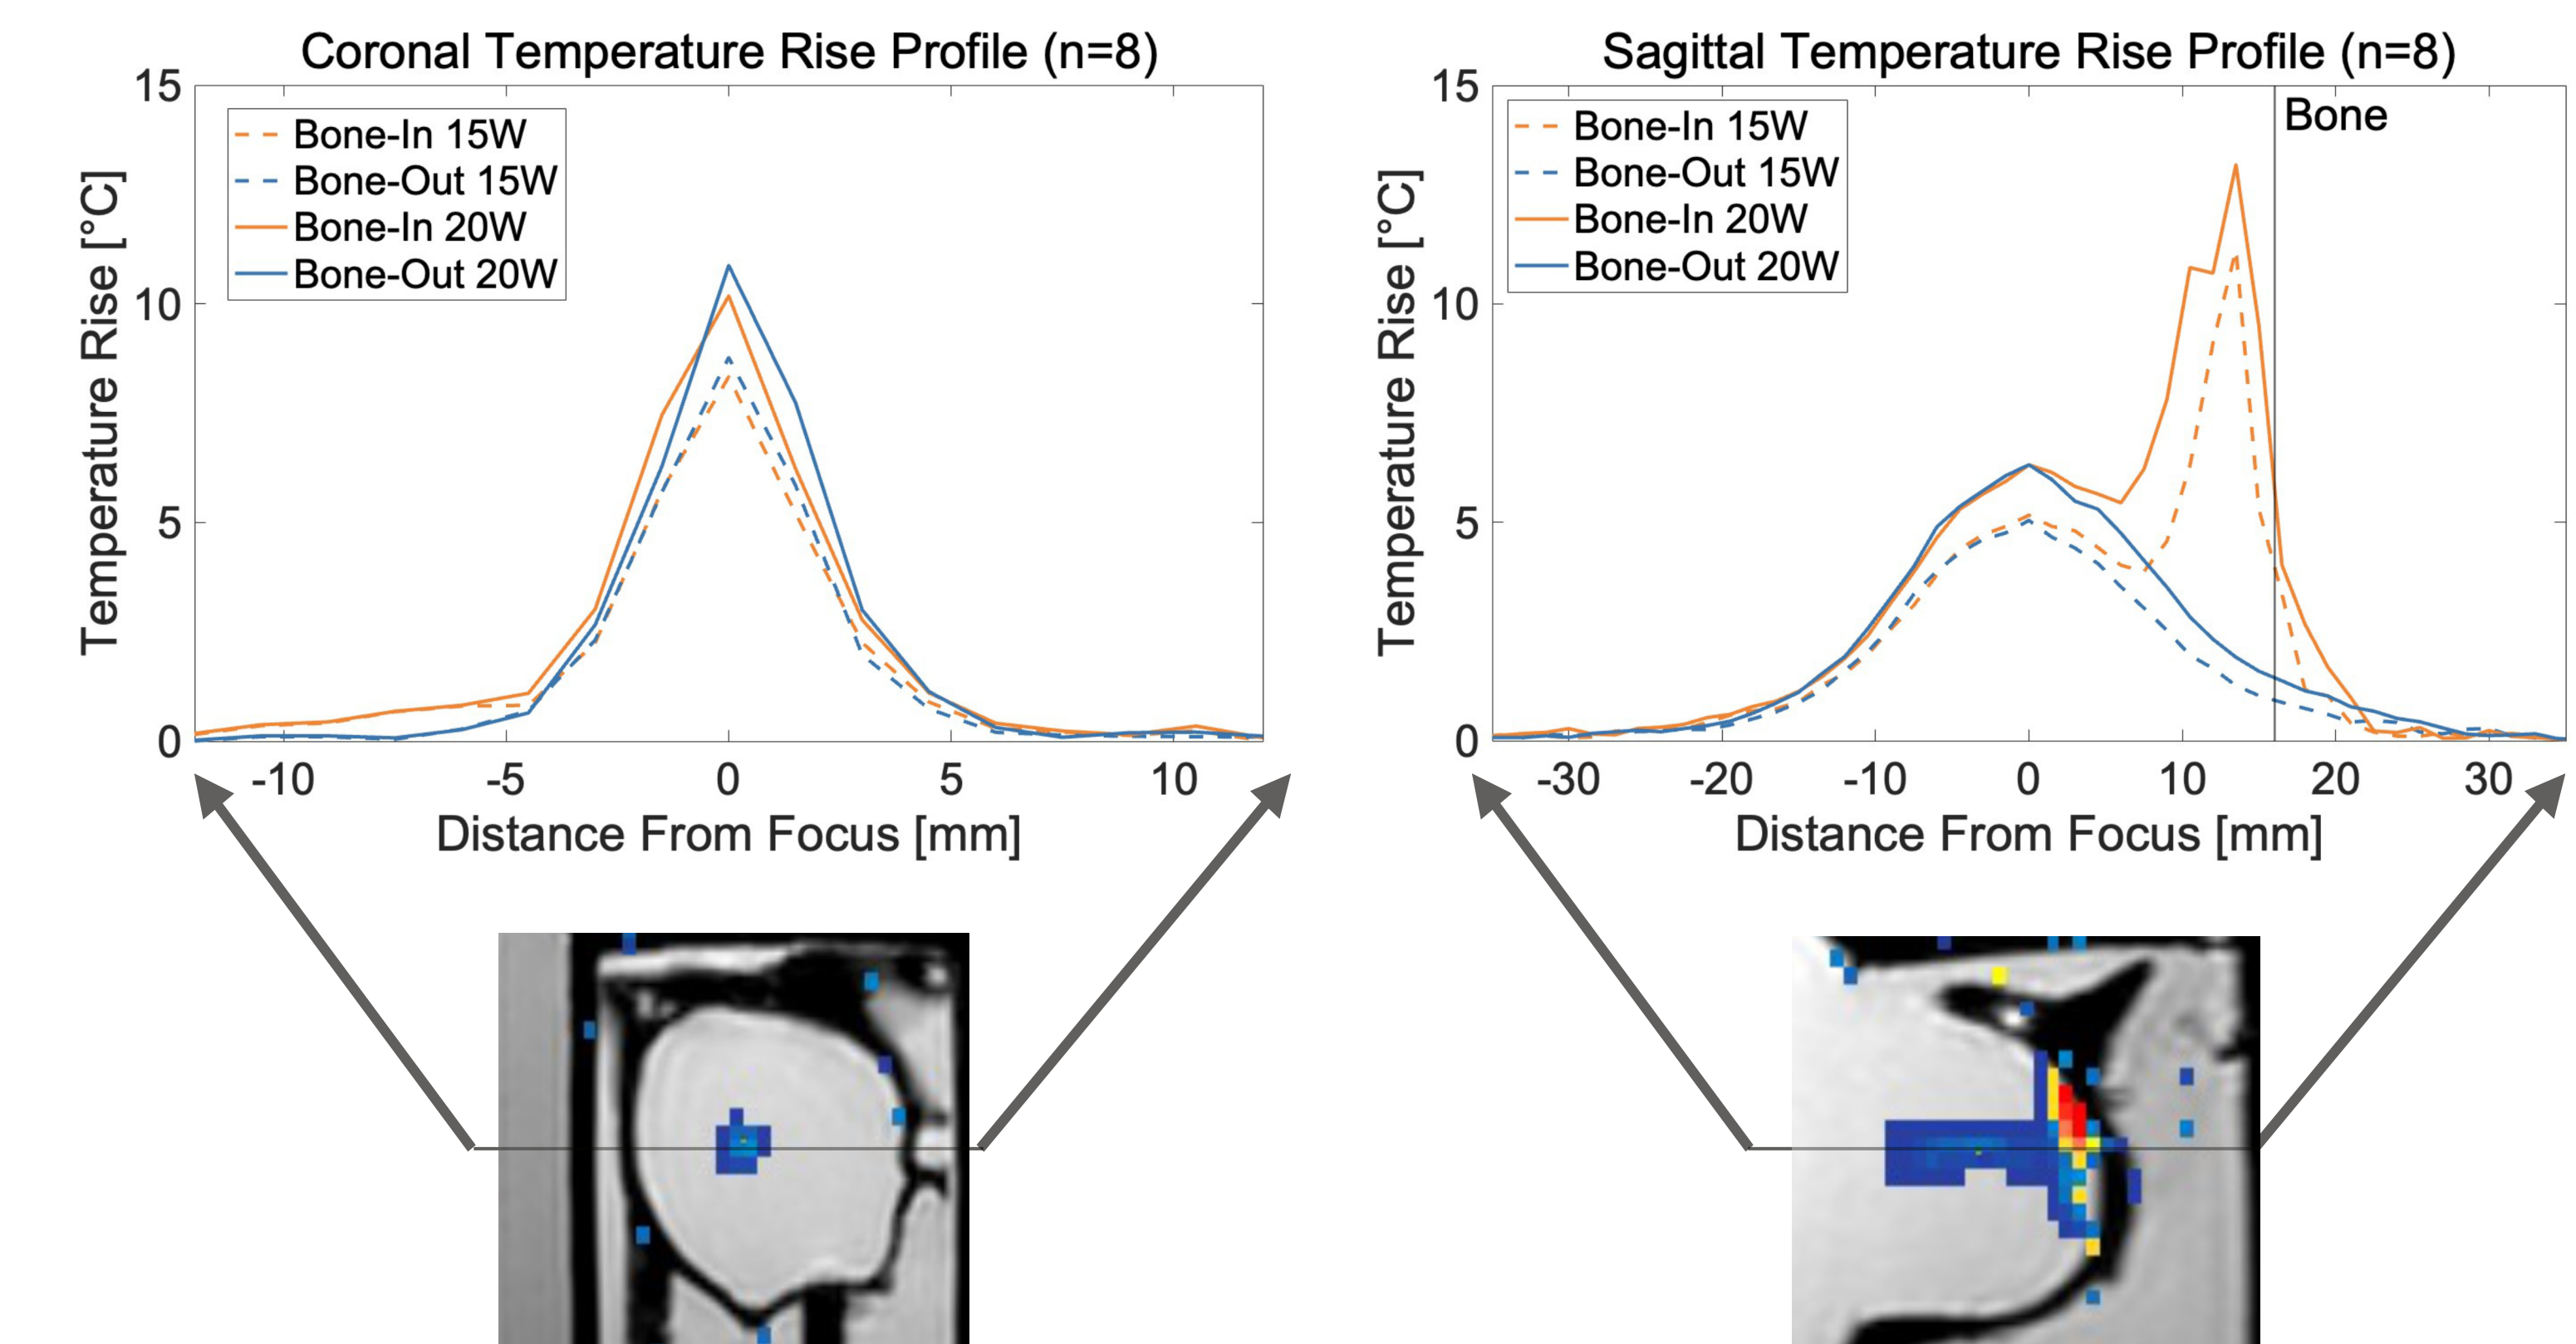 Coronal Temperature Rise Profile (n=8)
15
10
5
0
Temperature Rise [°C]
Bone-In 15W
Bone-Out 15W
Bone-In 20W
Bone-Out 20W
-10 -5 0 5 10
Distance From Focus [mm]
Sagittal Temperature Rise Profile (n=8)
15
10
5
0
Temperature Rise [°C]
Bone-In 15W
Bone-Out 15W
Bone-In 20W
Bone-Out 20W
Bone
-30 -20 -10 0 10 20 30
Distance From Focus [mm]